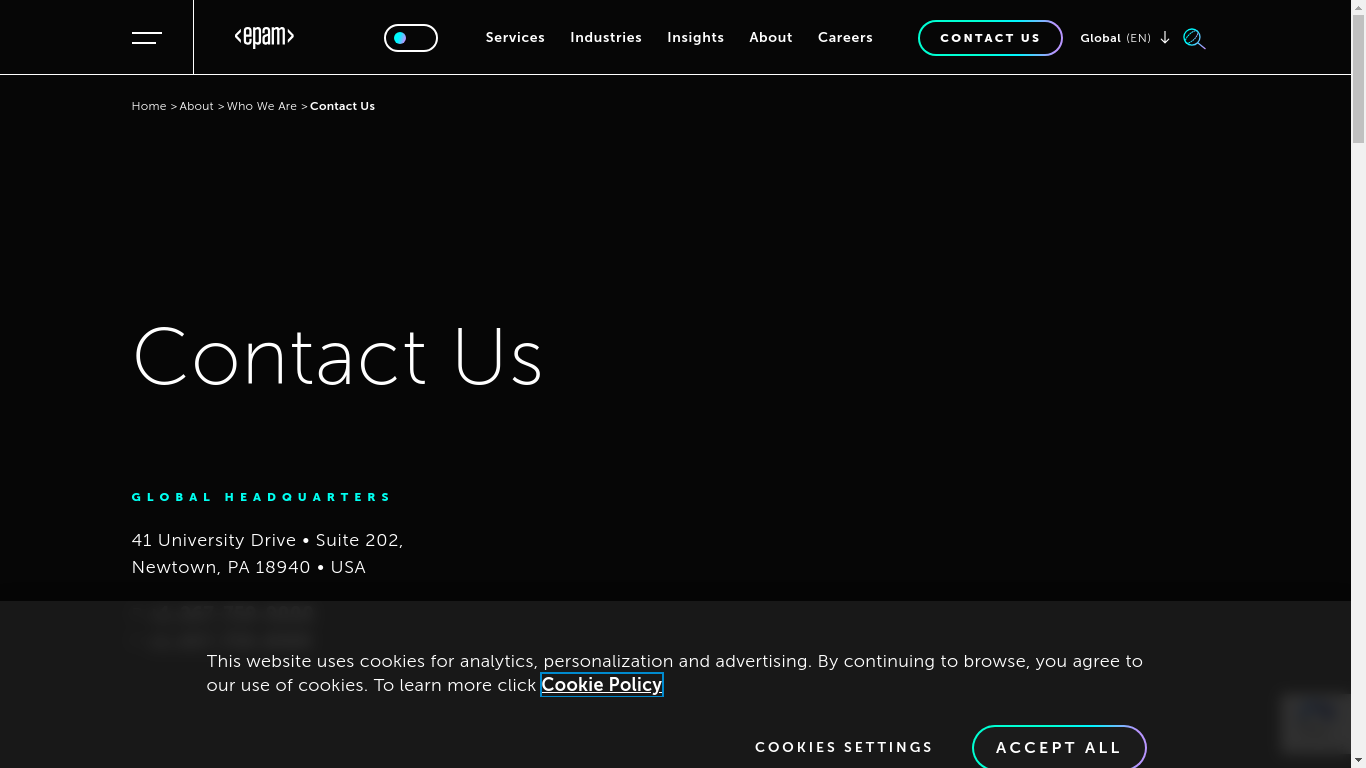 <epam>
Services
Industries
Insights
About
Careers
CONTACT US
Global (EN)
Home > About > Who We Are > Contact Us
Contact Us
GLOBAL HEADQUARTERS
41 University Drive • Suite 202,
Newtown, PA 18940 • USA
This website uses cookies for analytics, personalization and advertising. By continuing to browse, you agree to
our use of cookies. To learn more click Cookie Policy
COOKIES SETTINGS
ACCEPT ALL